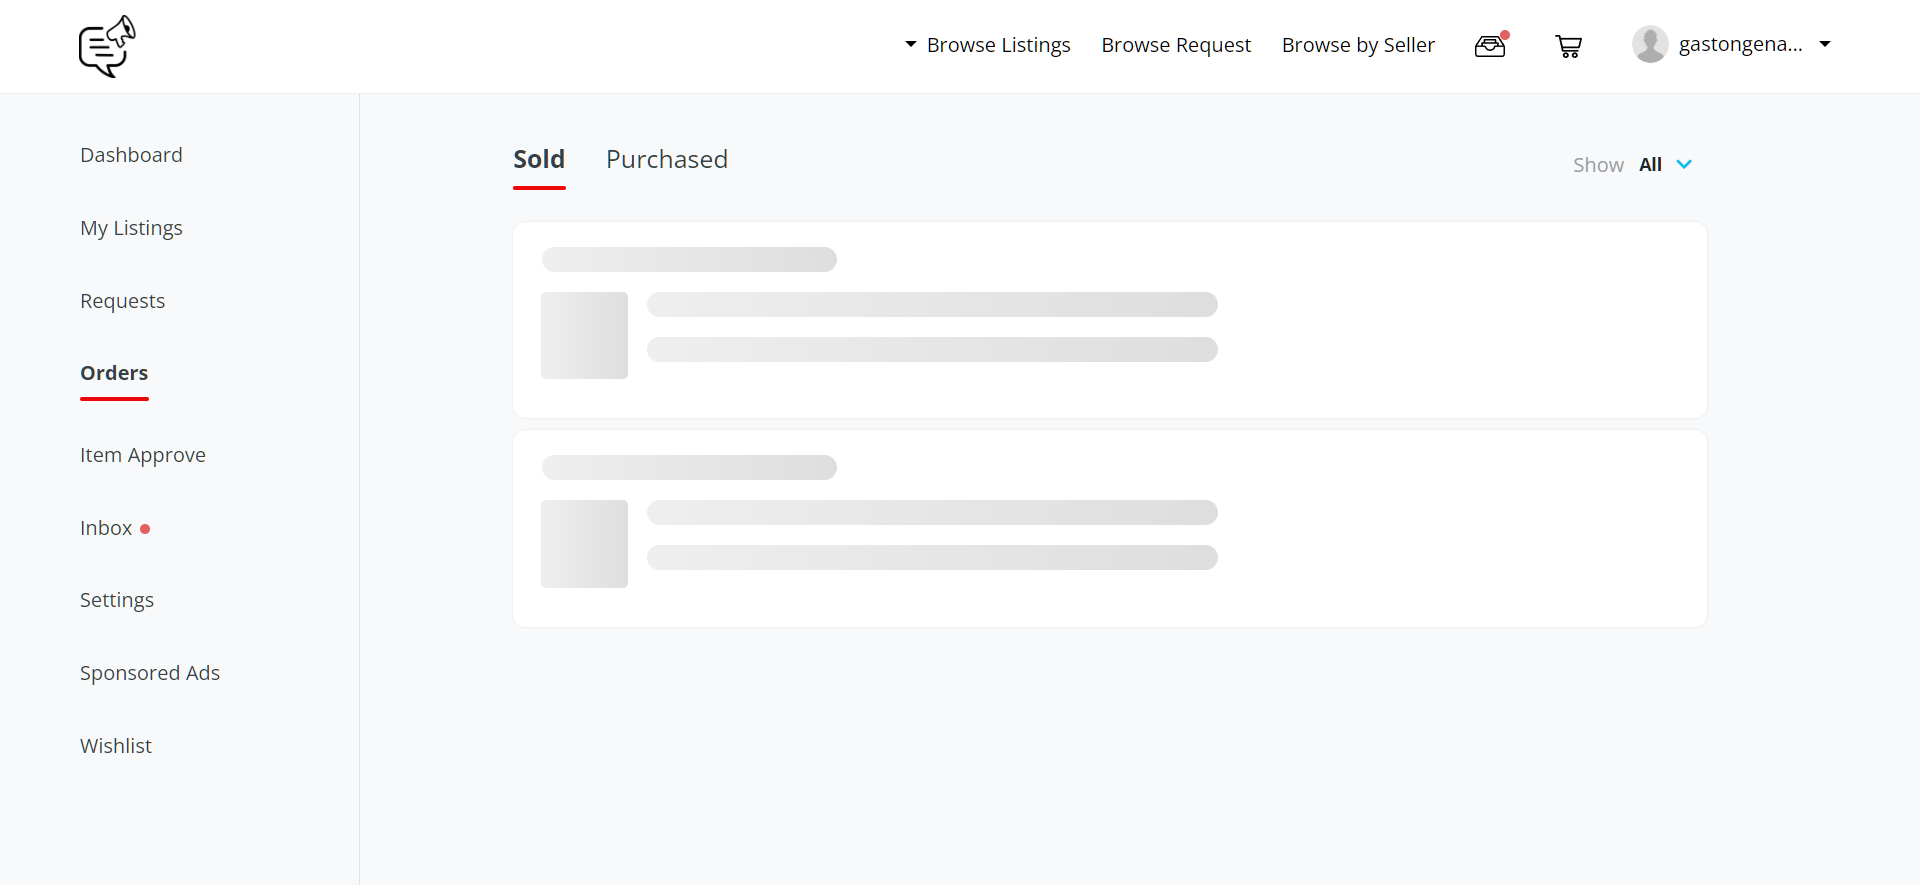 Browse Listings
Browse Request
Browse by Seller
gastongena...
Dashboard
My Listings
Requests
Orders
Item Approve
Inbox
Settings
Sponsored Ads
Wishlist
Sold
Purchased
Show All